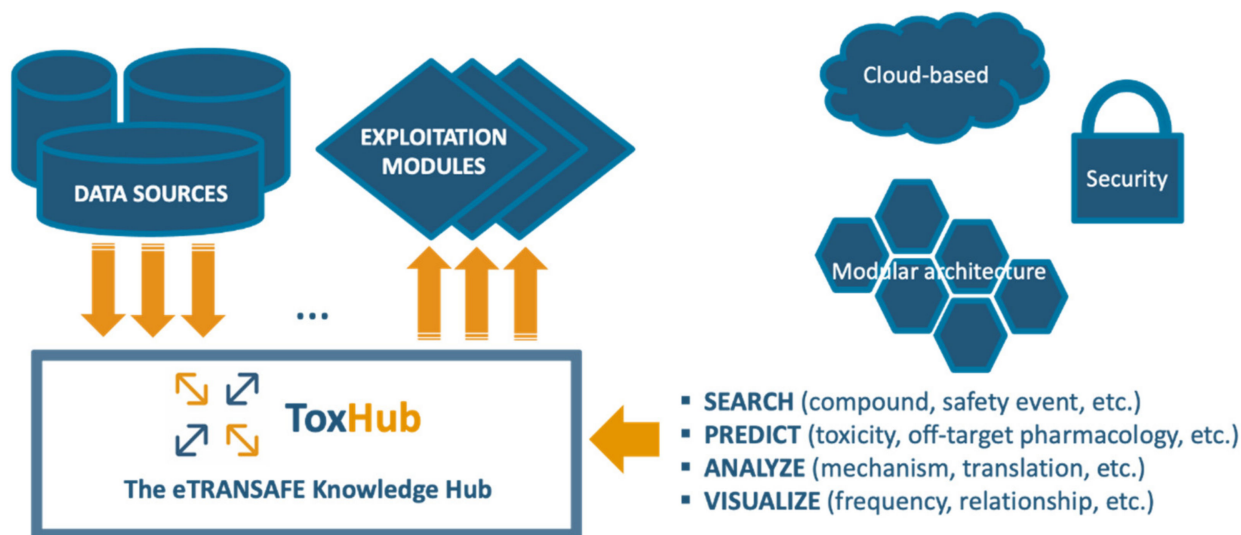 DATA SOURCES
EXPLOITATION
MODULES
Cloud-based
Security
Modular architecture
...
ToxHub
The eTRANSAFE Knowledge Hub
▪ SEARCH (compound, safety event, etc.)
▪ PREDICT (toxicity, off-target pharmacology, etc.)
▪ ANALYZE (mechanism, translation, etc.)
▪ VISUALIZE (frequency, relationship, etc.)